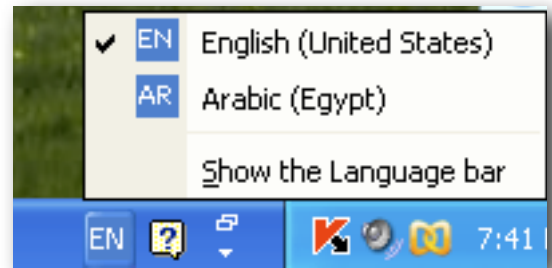 EN English (United States)
AR Arabic (Egypt)
Show the Language bar
EN ? K 7:41